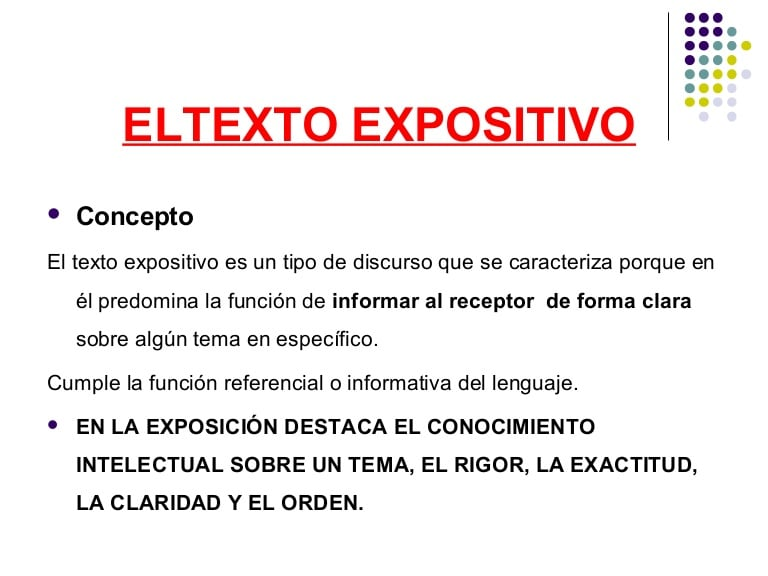 ELTEXTO EXPOSITIVO
Concepto
El texto expositivo es un tipo de discurso que se caracteriza porque en
él predomina la función de informar al receptor  de forma clara
sobre algún tema en específico.
Cumple la función referencial o informativa del lenguaje.
EN LA EXPOSICIÓN DESTACA EL CONOCIMIENTO
INTELECTUAL SOBRE UN TEMA, EL RIGOR, LA EXACTITUD,
LA CLARIDAD Y EL ORDEN.